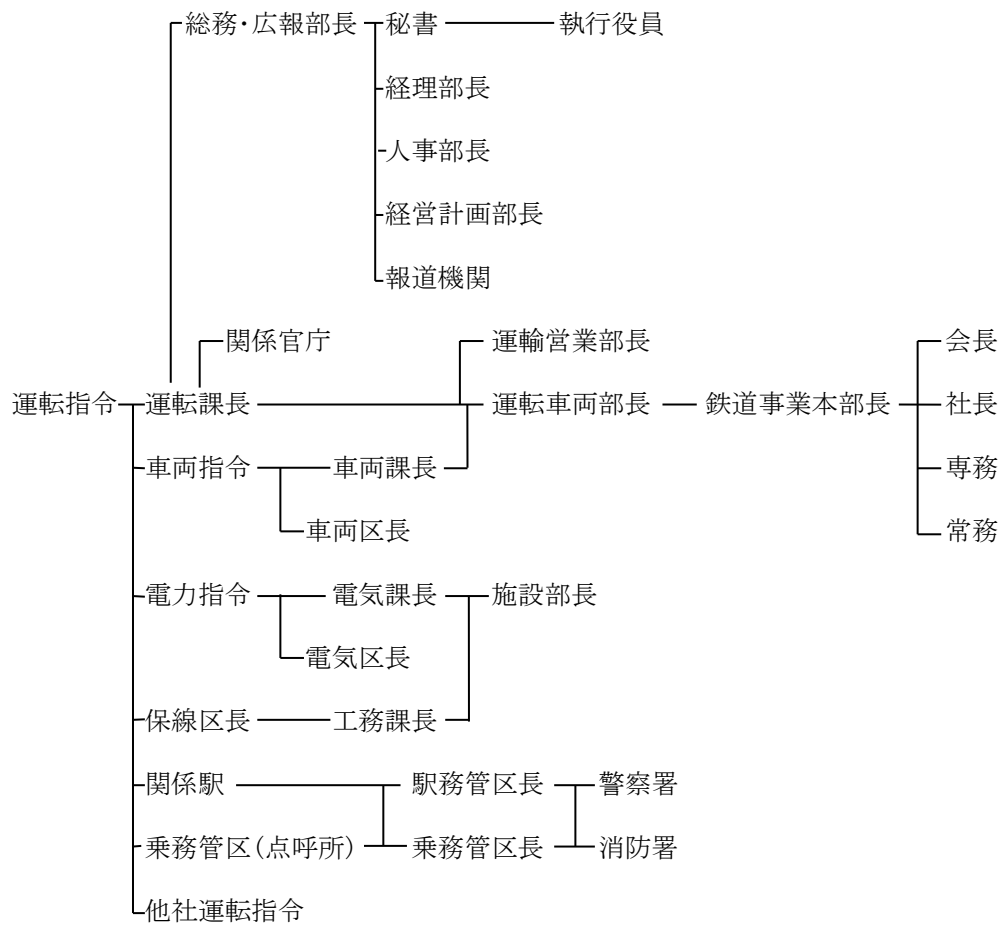 総務・広報部長 秘書 執行役員
経理部長
人事部長
経営計画部長
報道機関
関係官庁 運輸営業部長 会長
運転指令 運転課長 運転車両部長 鉄道事業本部長 社長
車両指令 車両課長 専務
車両区長 常務
電力指令 電気課長 施設部長
電気区長
保線区長 工務課長
関係駅 駅務管区長 警察署
乗務管区(点呼所) 乗務管区長 消防署
他社運転指令